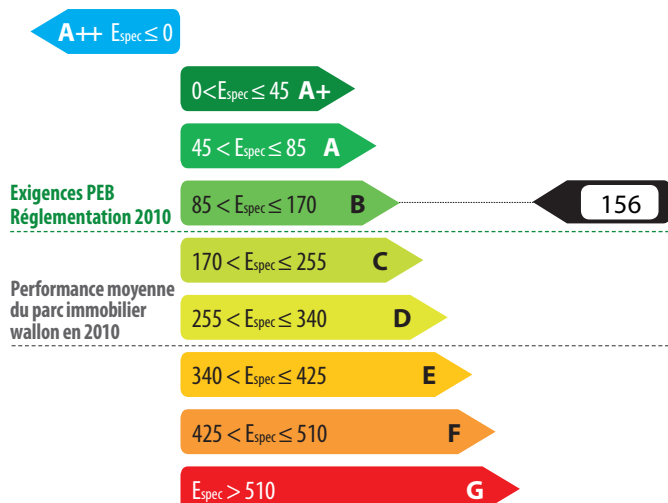 A++ Espec ≤ 0
0<Espec ≤ 45 A+
45 < Espec ≤ 85 A
Exigences PEB
Réglementation 2010
85 < Espec ≤ 170 B
156
170 < Espec ≤ 255 C
Performance moyenne
du parc immobilier
wallon en 2010
255 < Espec ≤ 340 D
340 < Espec ≤ 425 E
425 < Espec ≤ 510 F
Espec > 510 G